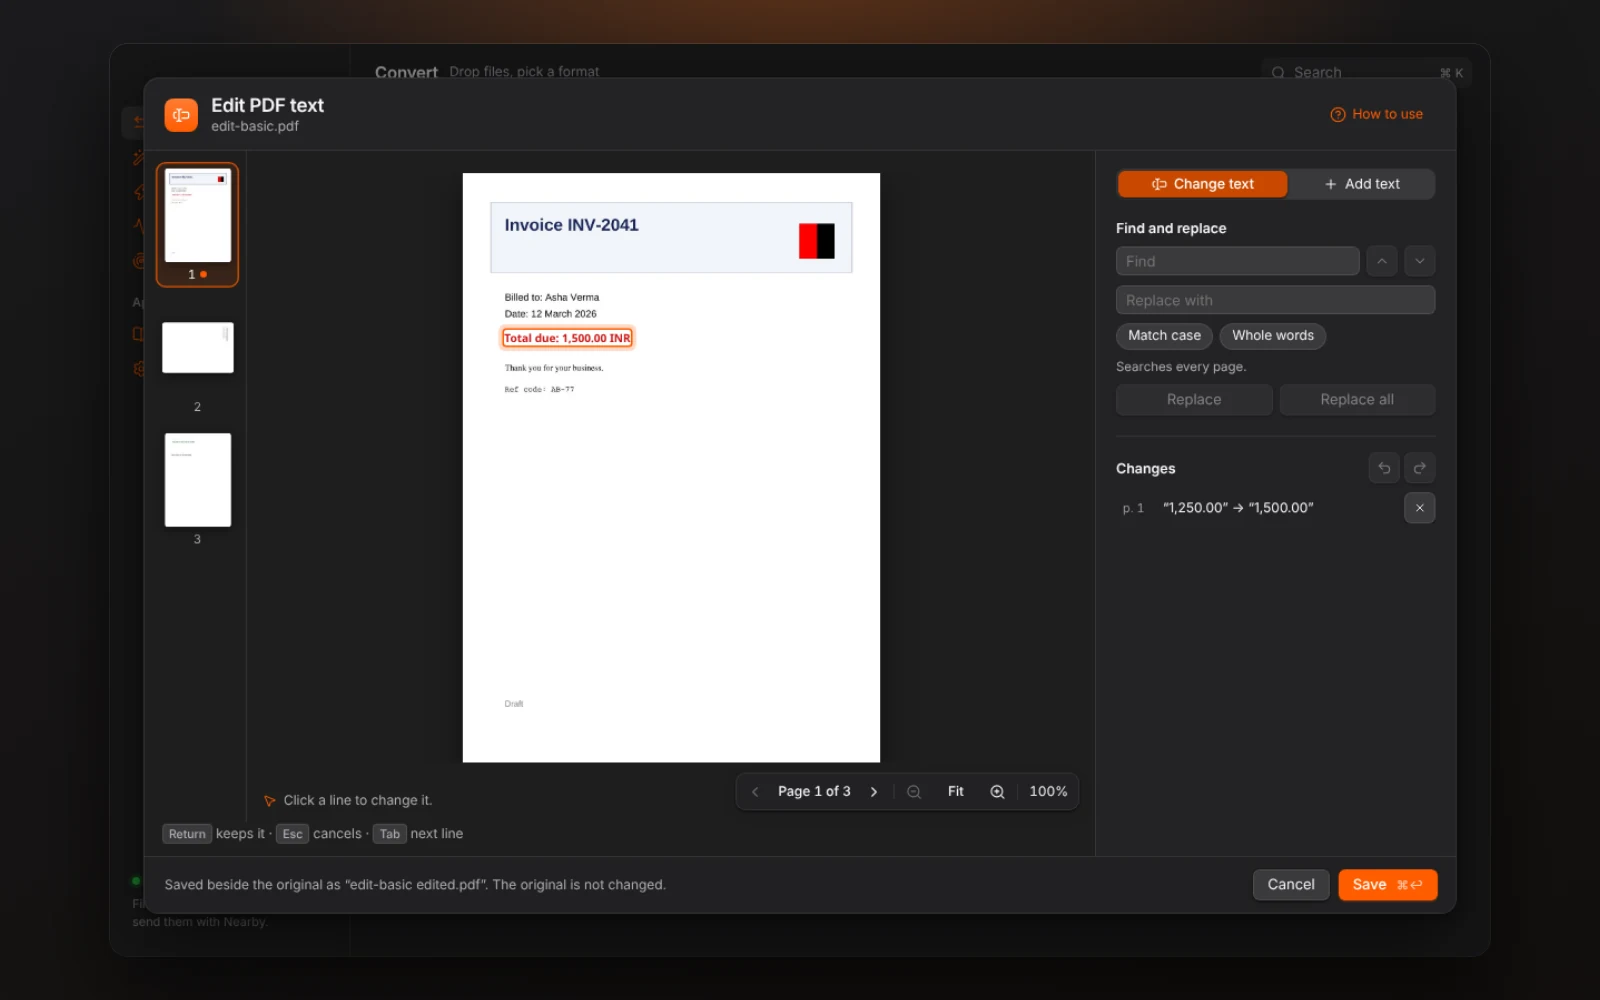 Convert Drop files, pick a format
Search ⌘ K
Edit PDF text
edit-basic.pdf
How to use
1
2
3
Invoice INV-2041
Billed to: Asha Verma
Date: 12 March 2026
Total due: 1,500.00 INR
Thank you for your business.
Ref code: AB-77
Draft
Click a line to change it.
Page 1 of 3
Fit
100%
Return keeps it · Esc cancels · Tab next line
Change text
+ Add text
Find and replace
Find
Replace with
Match case
Whole words
Searches every page.
Replace
Replace all
Changes
p. 1 “1,250.00” → “1,500.00”
Saved beside the original as “edit-basic edited.pdf”. The original is not changed.
Cancel
Save ⌘↩
send them with Nearby.